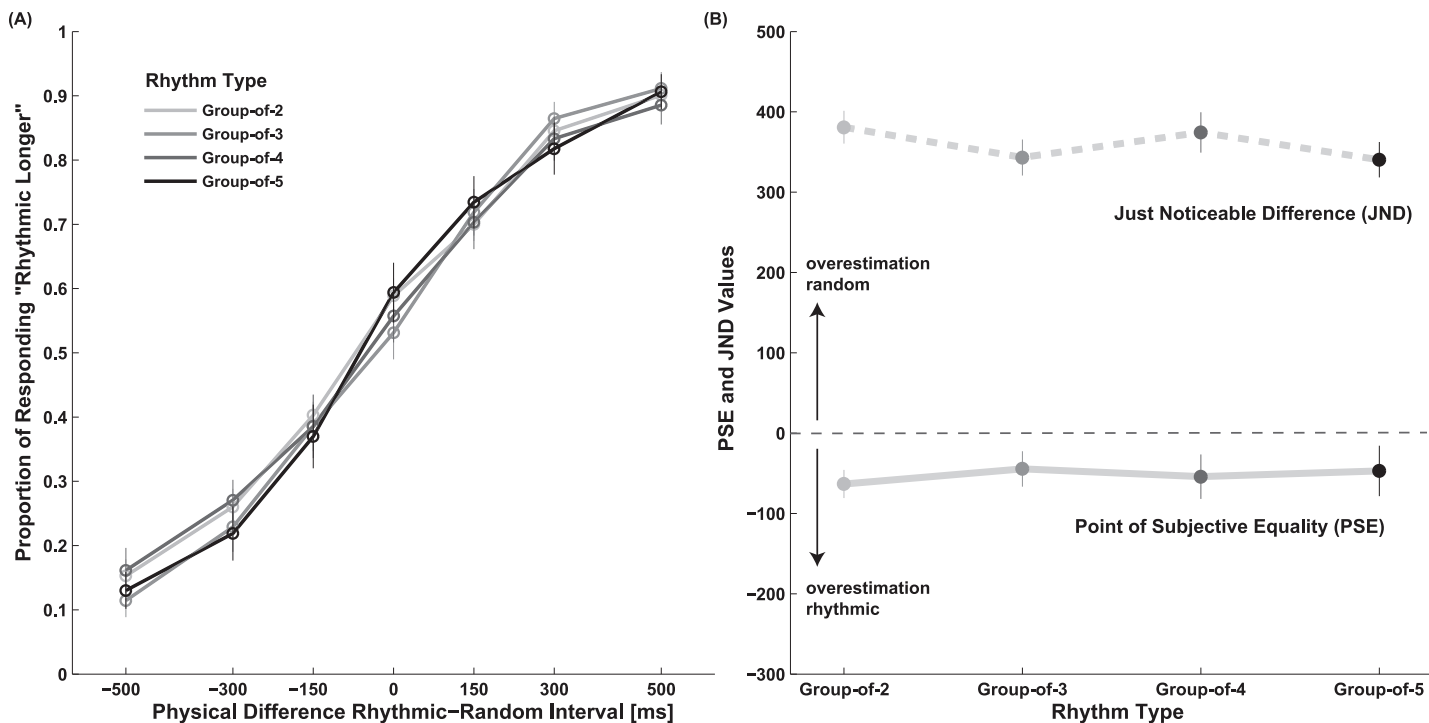 (A)
1
0.9
0.8
0.7
0.6
0.5
0.4
0.3
0.2
0.1
0
Proportion of Responding "Rhythmic Longer"
Rhythm Type
Group-of-2
Group-of-3
Group-of-4
Group-of-5
−500
−300
−150
0
150
300
500
Physical Difference Rhythmic−Random Interval [ms]
(B)
500
400
300
200
100
0
−100
−200
−300
PSE and JND Values
Just Noticeable Difference (JND)
overestimation
random
Point of Subjective Equality (PSE)
overestimation
rhythmic
Group-of-2
Group-of-3
Group-of-4
Group-of-5
Rhythm Type